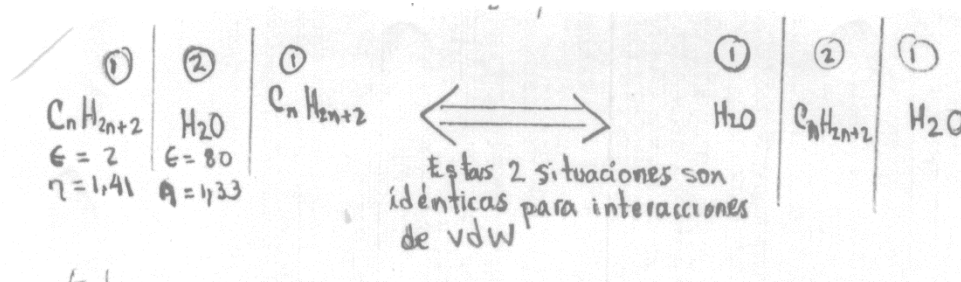 ① ② ①
CnH2n+2 H2O CnH2n+2
ε = 2 ε = 80
η = 1,41 η = 1,33
Estas 2 situaciones son
idénticas para interacciones
de vdW
① ② ①
H2O CnH2n+2 H2O